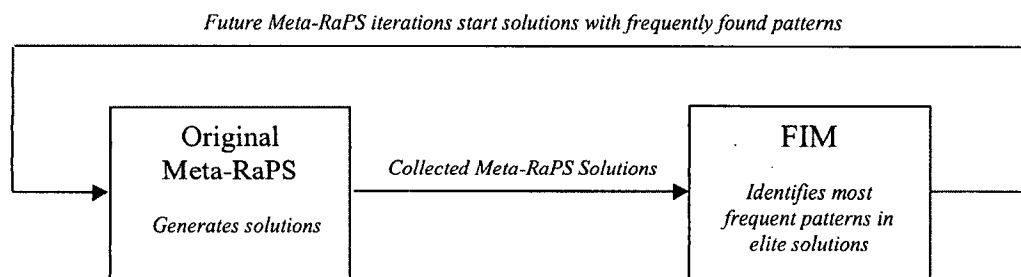 Future Meta-RaPS iterations start solutions with frequently found patterns
Original
Meta-RaPS
Generates solutions
Collected Meta-RaPS Solutions
FIM
Identifies most
frequent patterns in
elite solutions